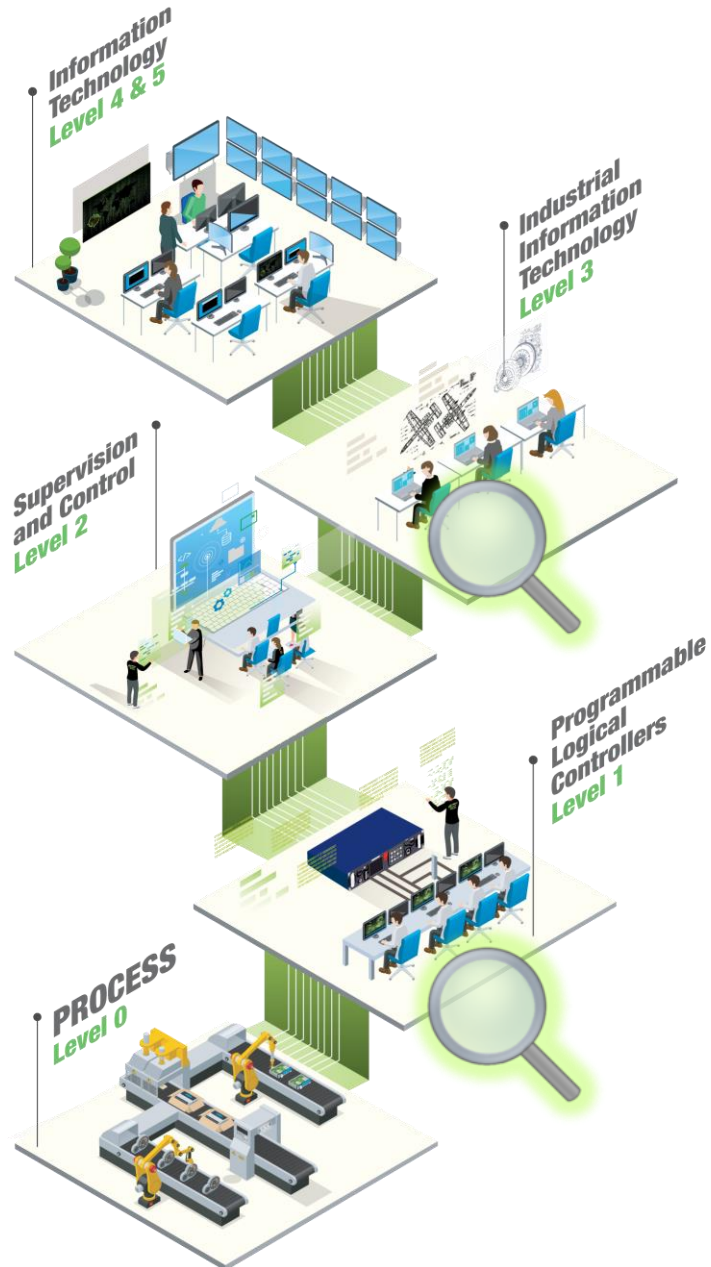 Information
Technology
Level 4 & 5
Industrial
Information
Technology
Level 3
Supervision
and Control
Level 2
Programmable
Logical
Controllers
Level 1
PROCESS
Level 0